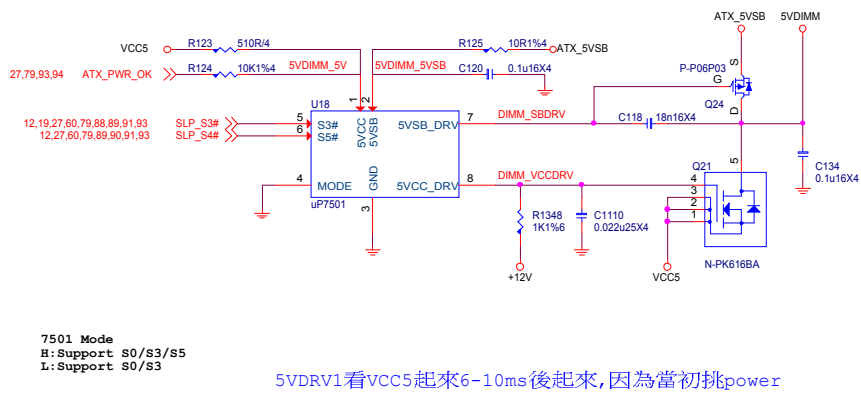 ATX_5VSB
5VDIMM
VCC5
R123
510R/4
R125
10R1%4
ATX_5VSB
27,79,93,94
ATX_PWR_OK
R124
10K1%4
5VDIMM_5V
5VDIMM_5VSB
C120
0.1u16X4
P-P06P03
S
G
D
Q24
U18
1
2
12,19,27,60,79,88,89,91,93
SLP_S3#
5
S3#
5VCC
5VSB
5VSB_DRV
7
DIMM_SBDRV
C118
18n16X4
12,27,60,79,89,90,91,93
SLP_S4#
6
S5#
4
MODE
GND
5VCC_DRV
8
DIMM_VCCDRV
uP7501
3
R1348
1K1%6
+12V
C1110
0.022u25X4
Q21
5
4
3
2
1
VCC5
N-PK616BA
C134
0.1u16X4
7501 Mode
H:Support S0/S3/S5
L:Support S0/S3
5VDRV1看VCC5起來6-10ms後起來,因為當初挑power